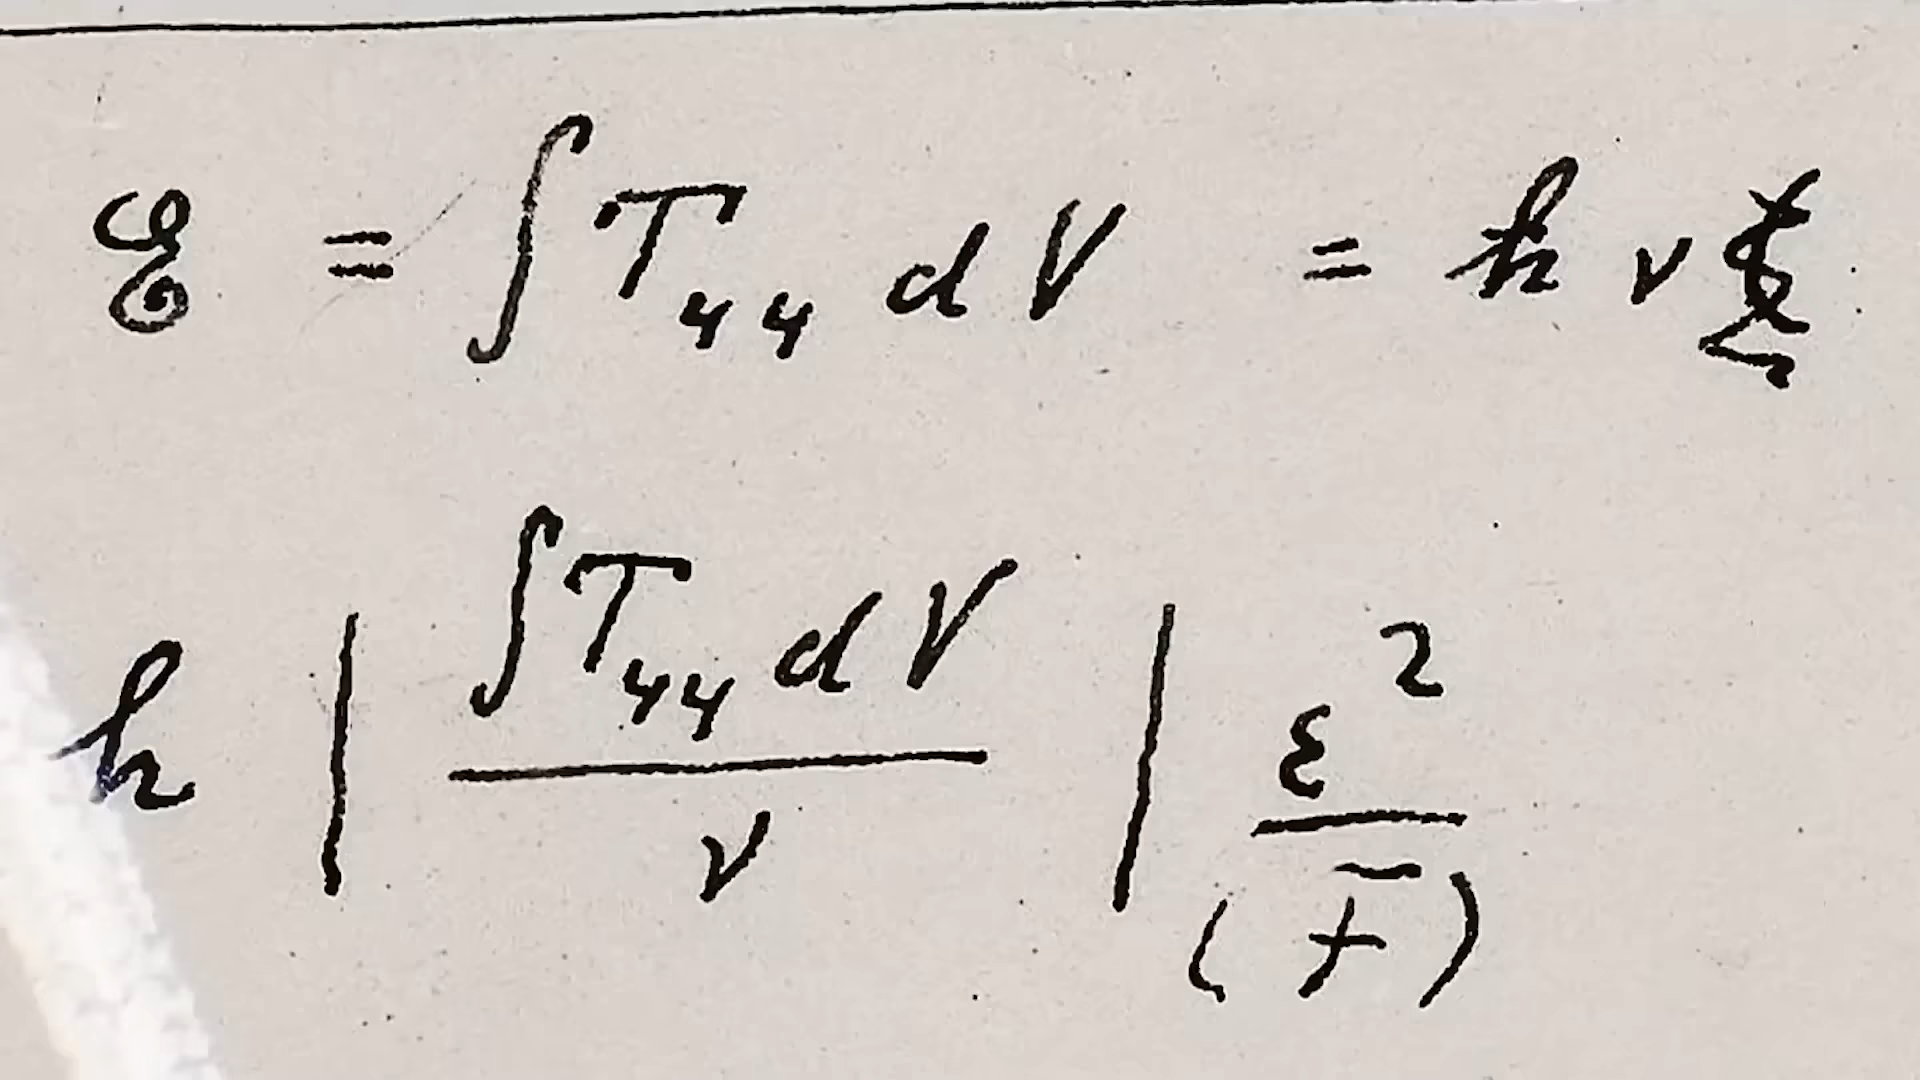 ℰ = ∫ T₄₄ dV = h ν
h | ∫ T₄₄ dV / ν | ε² / (F)